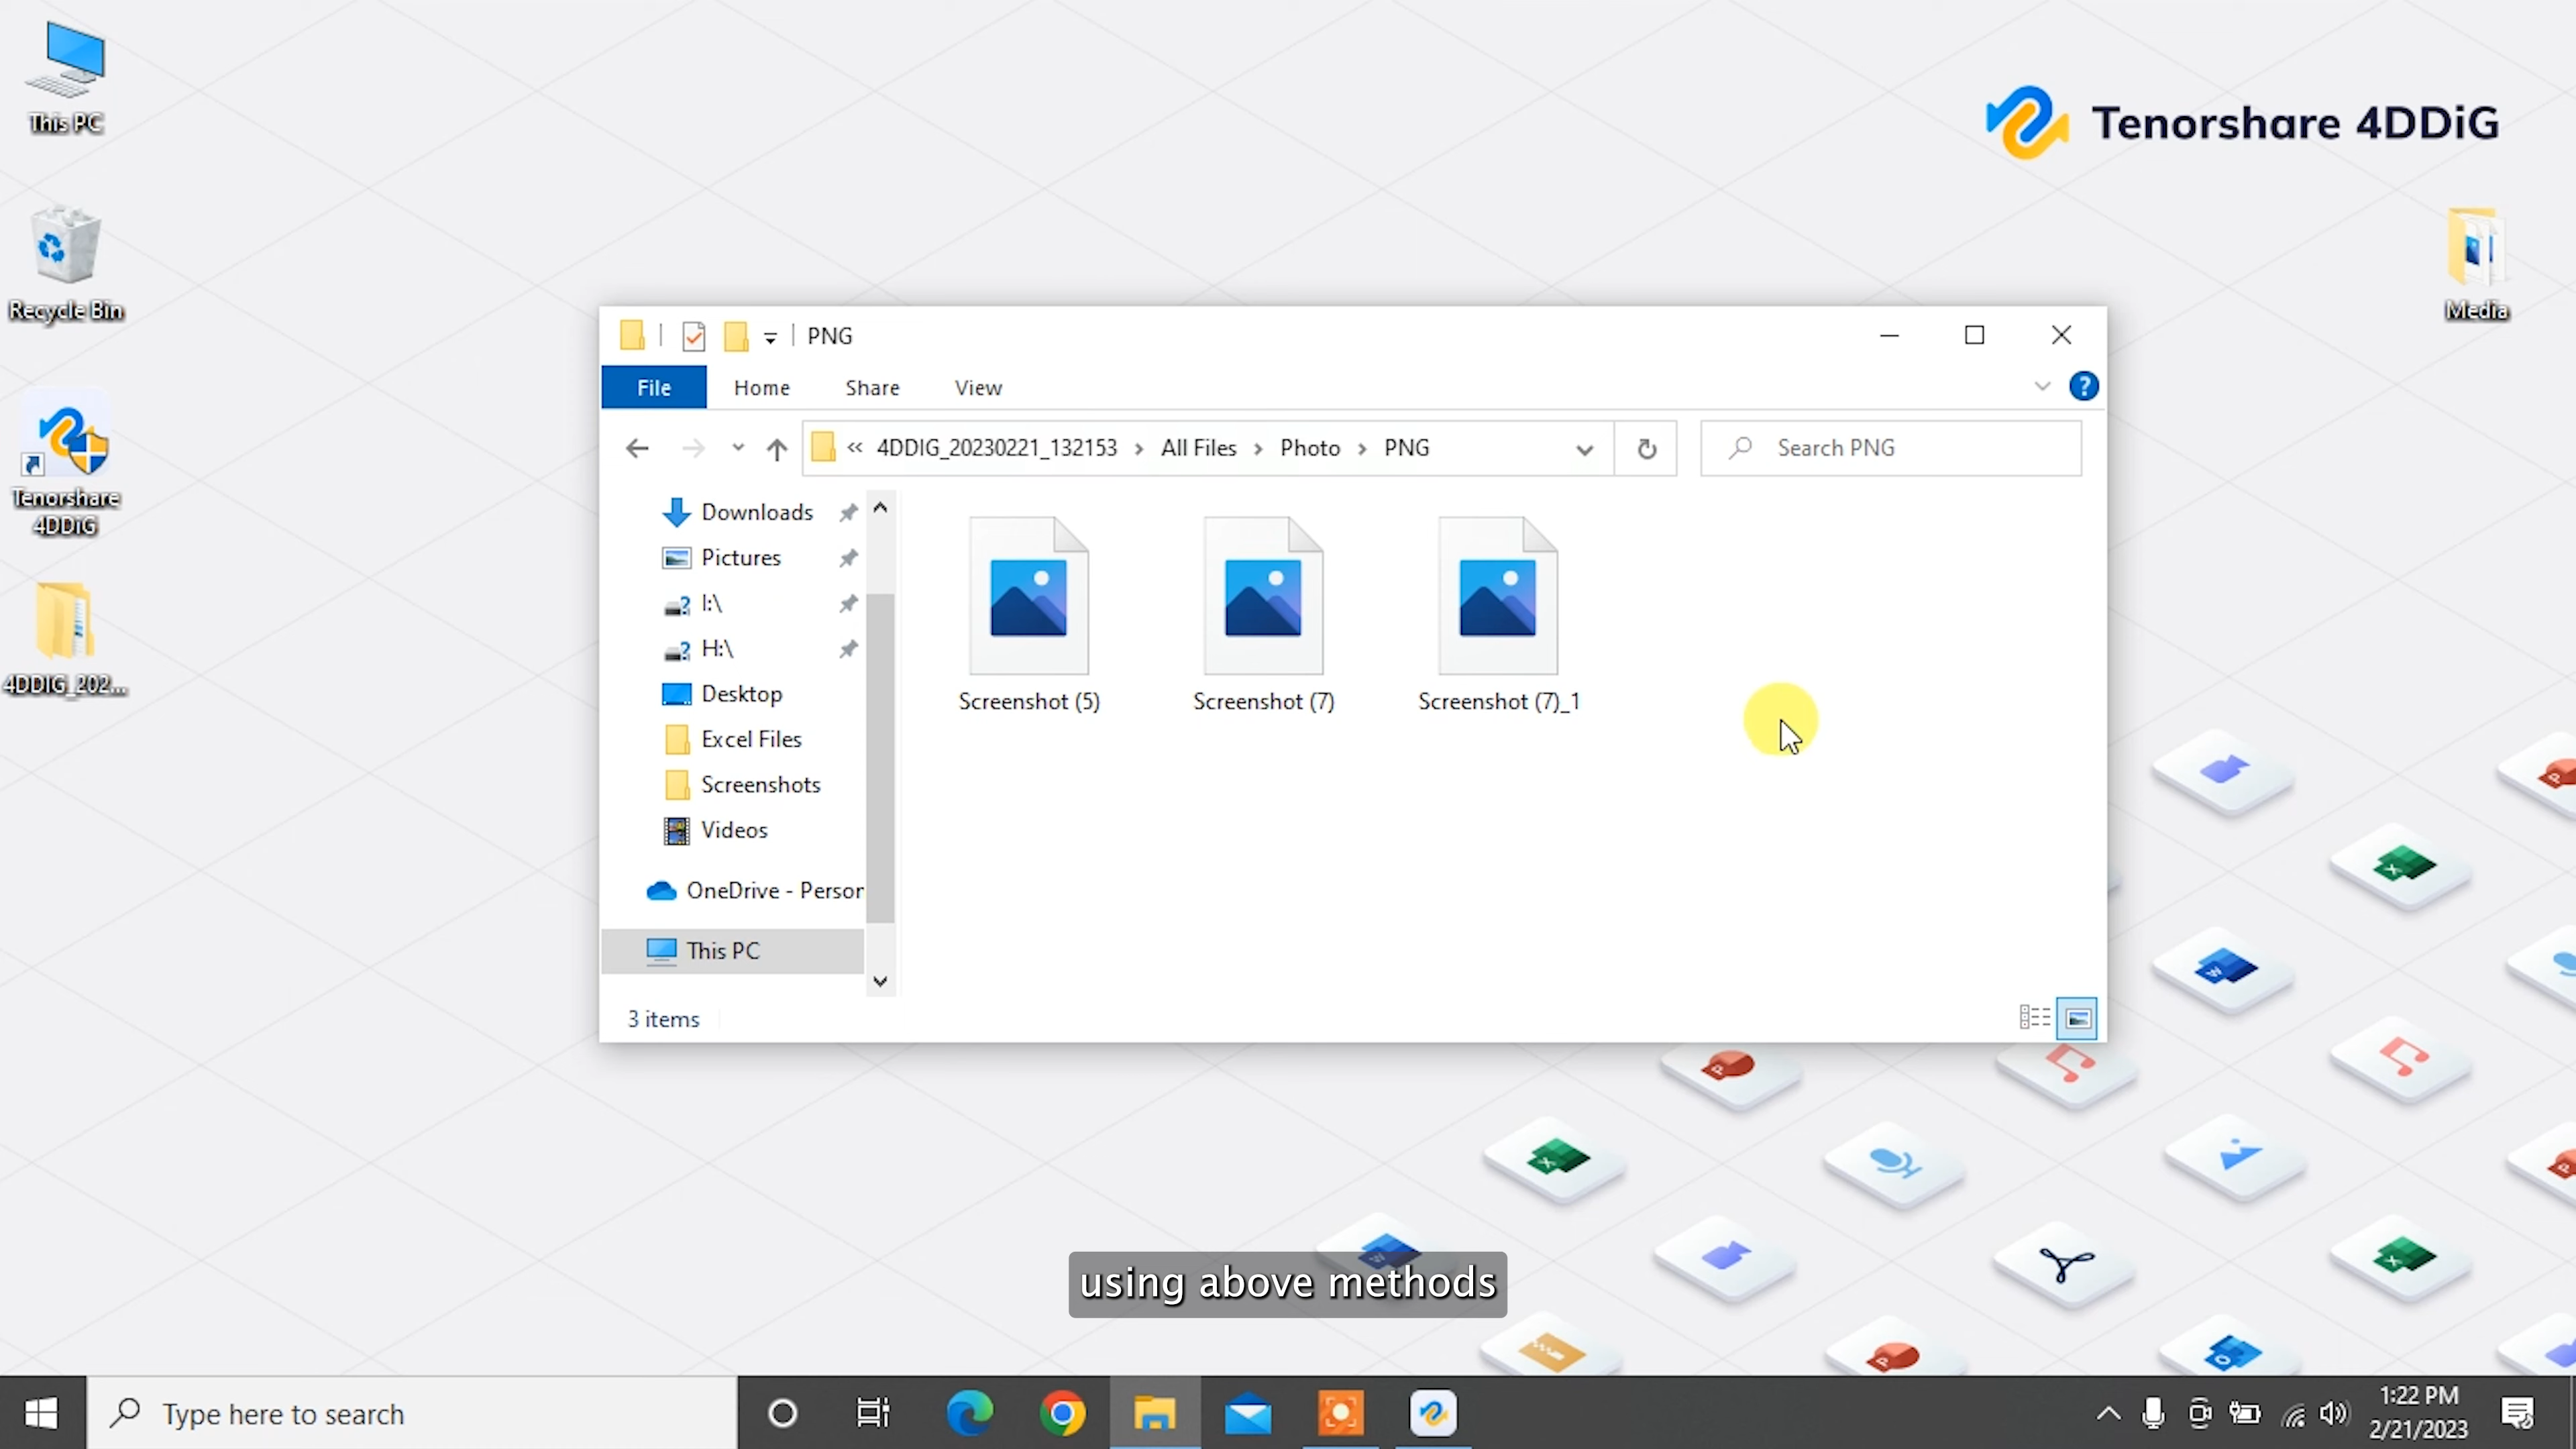 This PC
Tenorshare 4DDiG
Recycle Bin
Media
PNG
File
Home
Share
View
?
«
4DDIG_20230221_132153
All Files
Photo
PNG
Search PNG
Tenorshare
4DDiG
Downloads
Pictures
I:\
H:\
Desktop
Excel Files
Screenshots
Videos
OneDrive - Person
This PC
Screenshot (5)
Screenshot (7)
Screenshot (7)_1
4DDIG_202...
3 items
using above methods
Type here to search
1:22 PM
2/21/2023